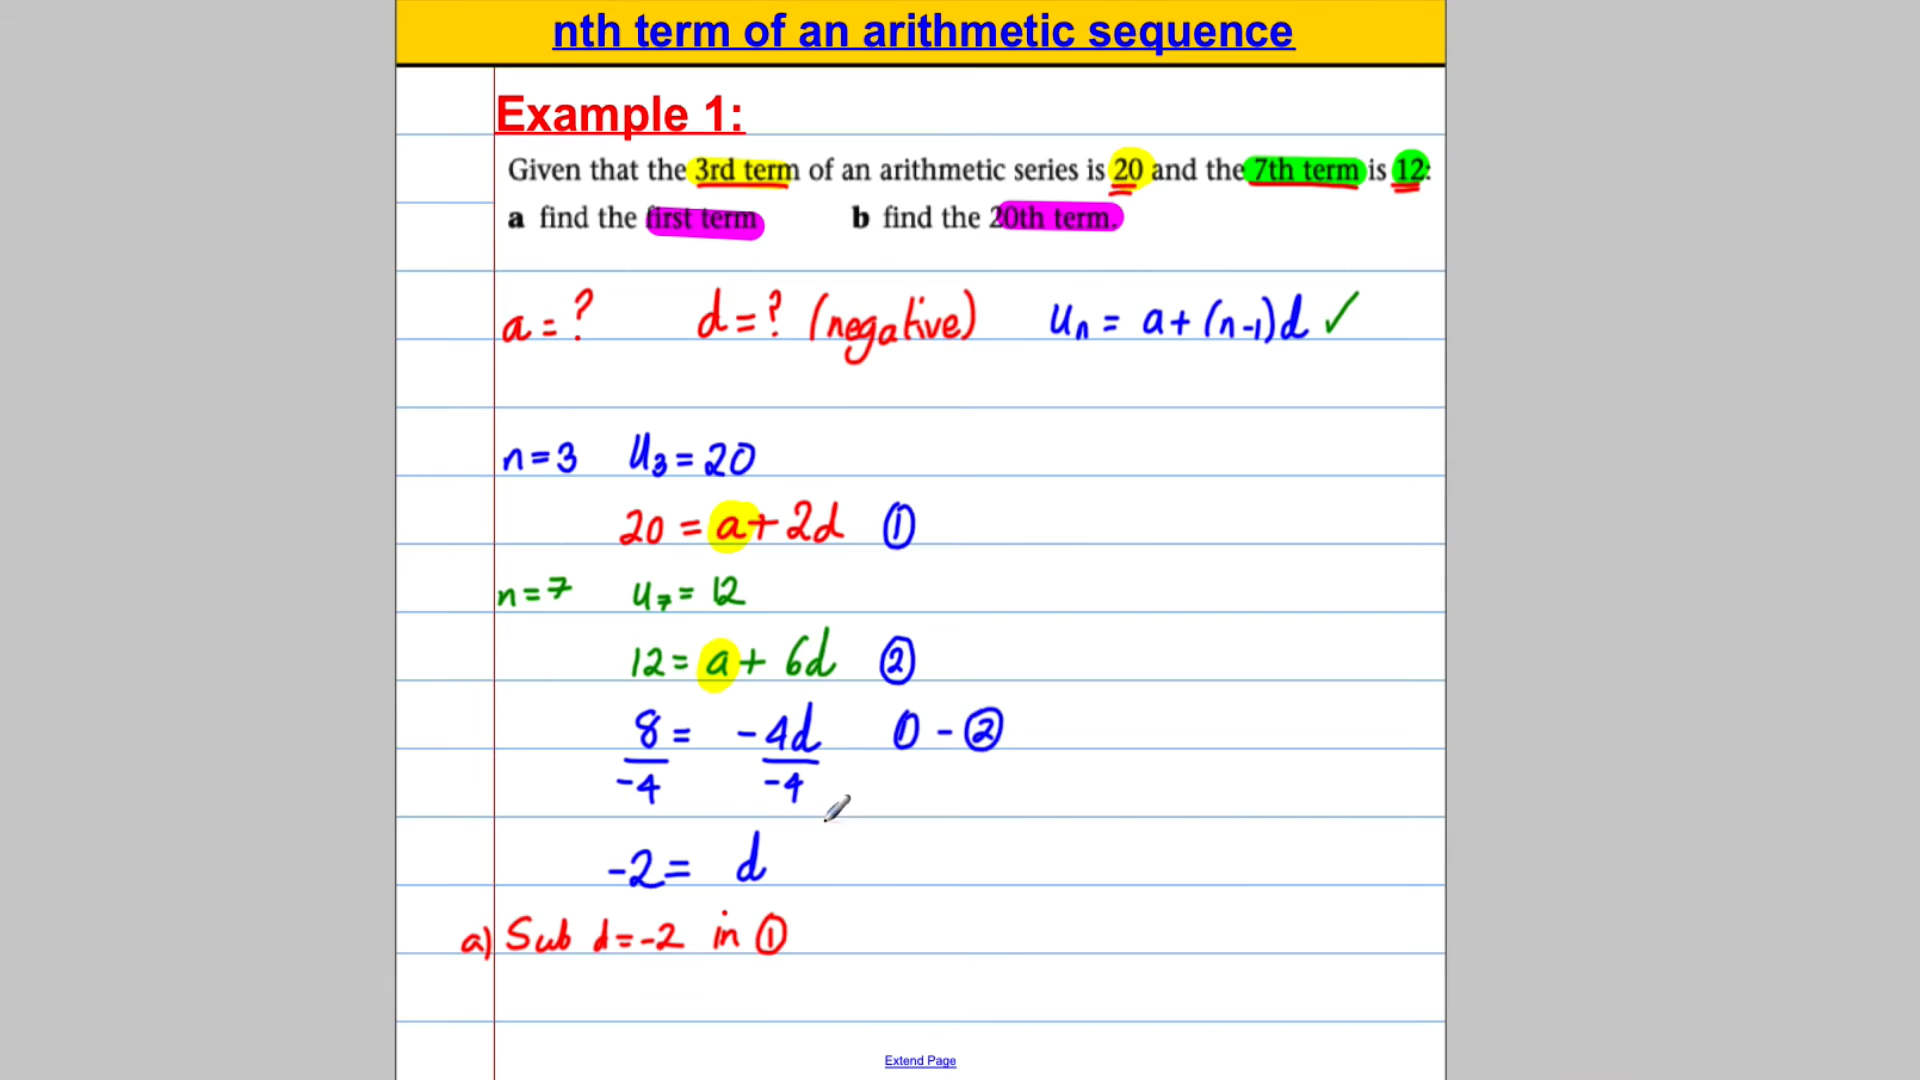 nth term of an arithmetic sequence
Example 1:
Given that the 3rd term of an arithmetic series is 20 and the 7th term is 12:
a find the first term b find the 20th term.
a = ? d = ? (negative) uₙ = a + (n-1)d ✓
n = 3 u₃ = 20
20 = a + 2d ①
n = 7 u₇ = 12
12 = a + 6d ②
8 = -4d ① - ②
-4 -4
-2 = d
a) Sub d = -2 in ①
Extend Page